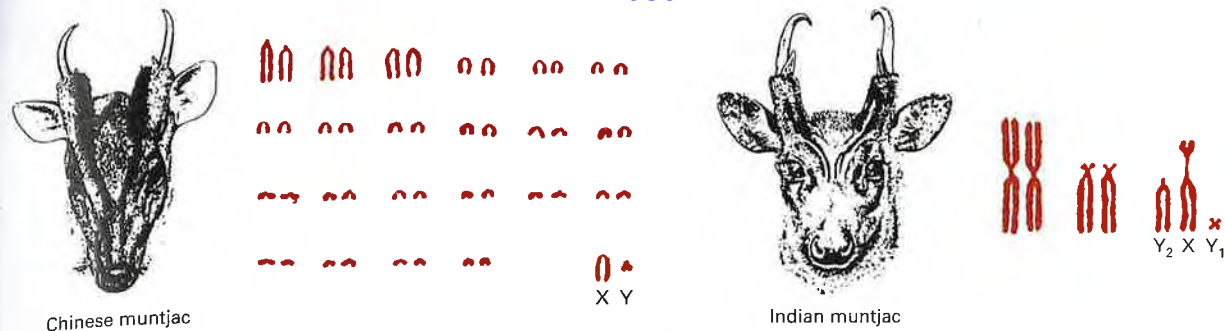 X Y
Chinese muntjac
Y₂ X Y₁
Indian muntjac